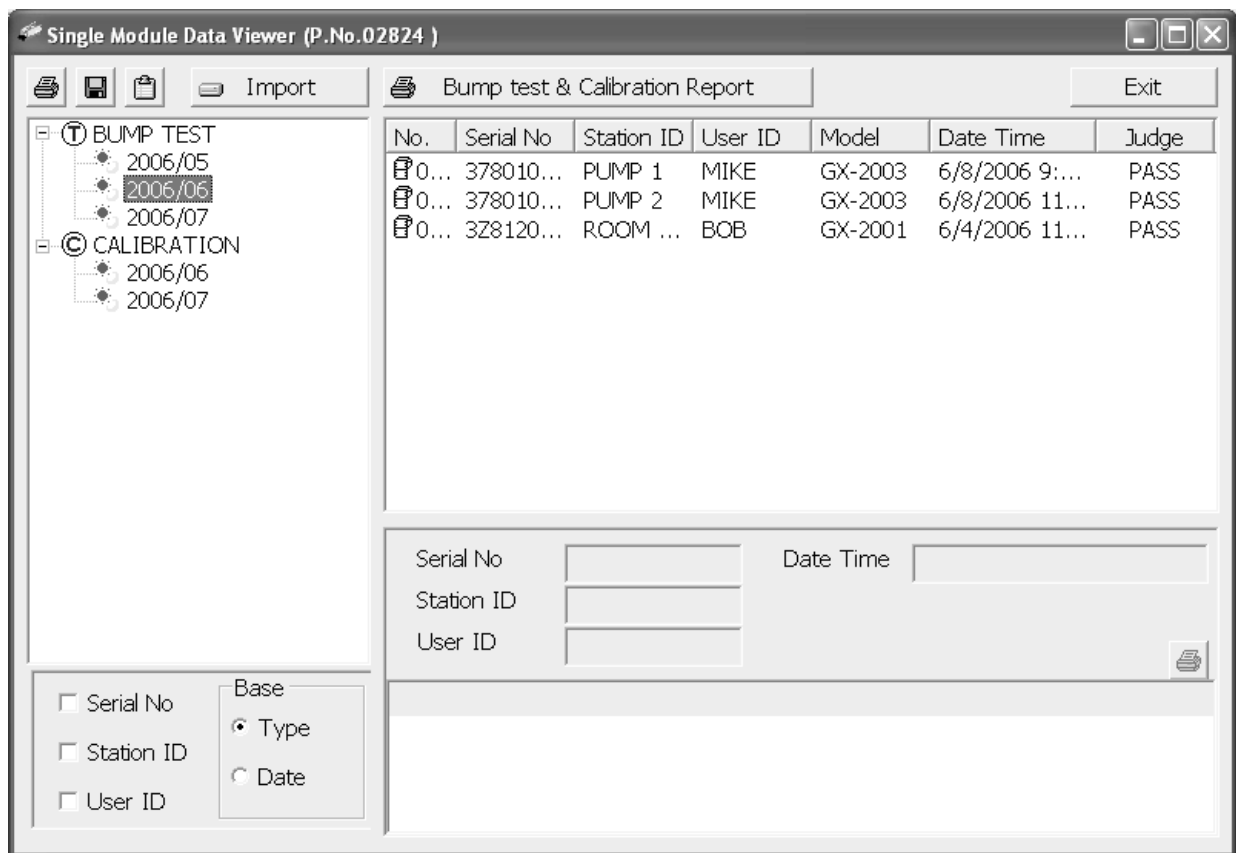 Single Module Data Viewer (P.No.02824 )
Import
Bump test & Calibration Report
Exit
T BUMP TEST
2006/05
2006/06
2006/07
C CALIBRATION
2006/06
2006/07
No. Serial No Station ID User ID Model Date Time Judge
0... 378010... PUMP 1 MIKE GX-2003 6/8/2006 9:... PASS
0... 378010... PUMP 2 MIKE GX-2003 6/8/2006 11... PASS
0... 3Z8120... ROOM ... BOB GX-2001 6/4/2006 11... PASS
Serial No
Date Time
Station ID
User ID
Serial No
Station ID
User ID
Base
Type
Date